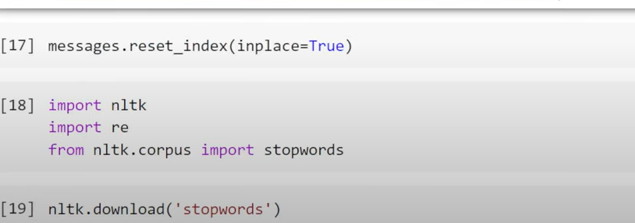 [17] messages.reset_index(inplace=True)
[18] import nltk
import re
from nltk.corpus import stopwords
[19] nltk.download('stopwords')